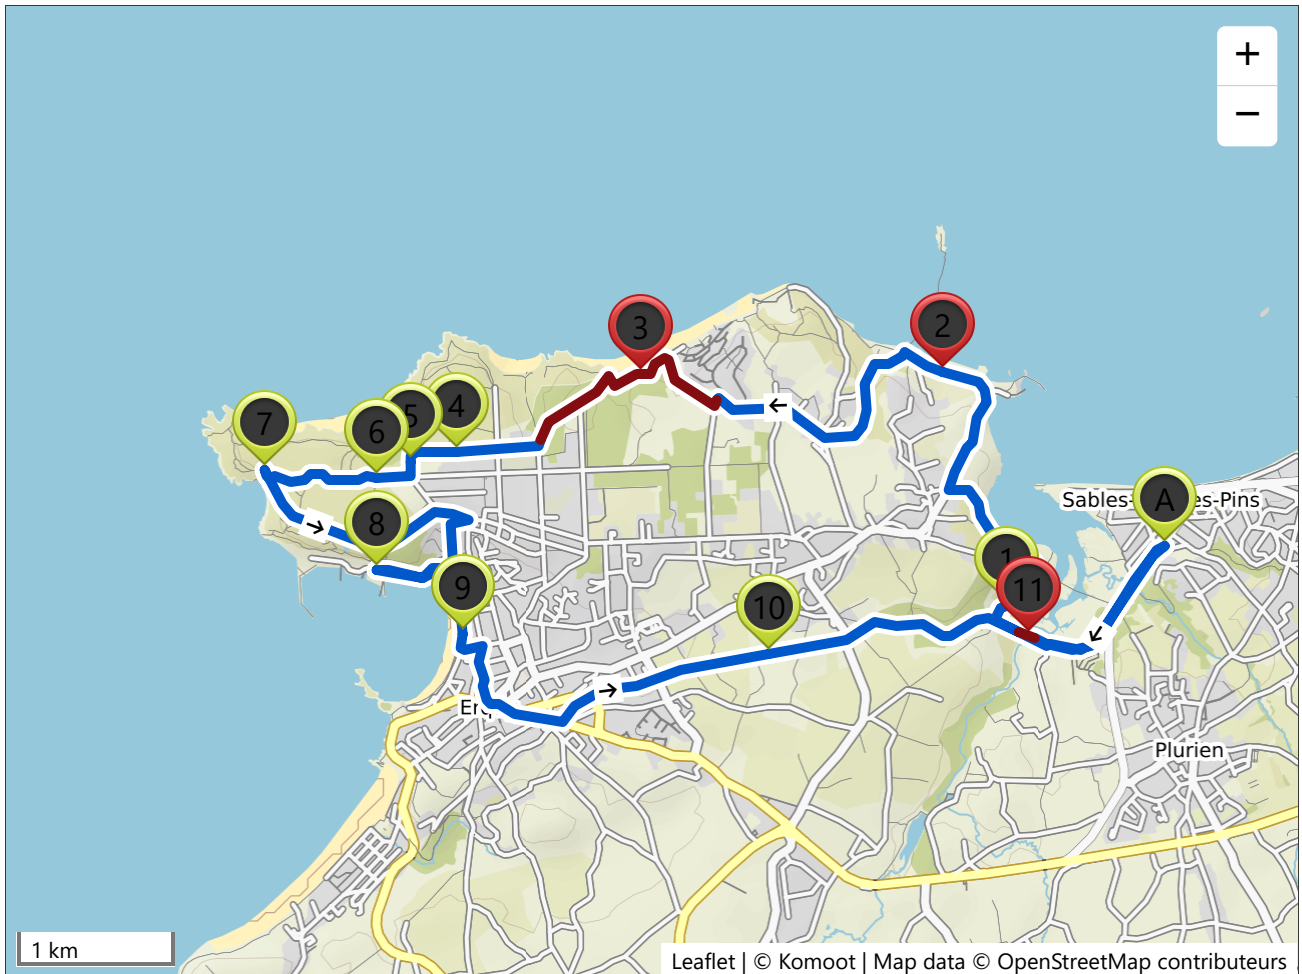 +
−
3
2
4
5
7
6
A
Sables- es-Pins
8
1
9
11
10
Erq
Plurien
1 km
Leaflet | © Komoot | Map data © OpenStreetMap contributeurs